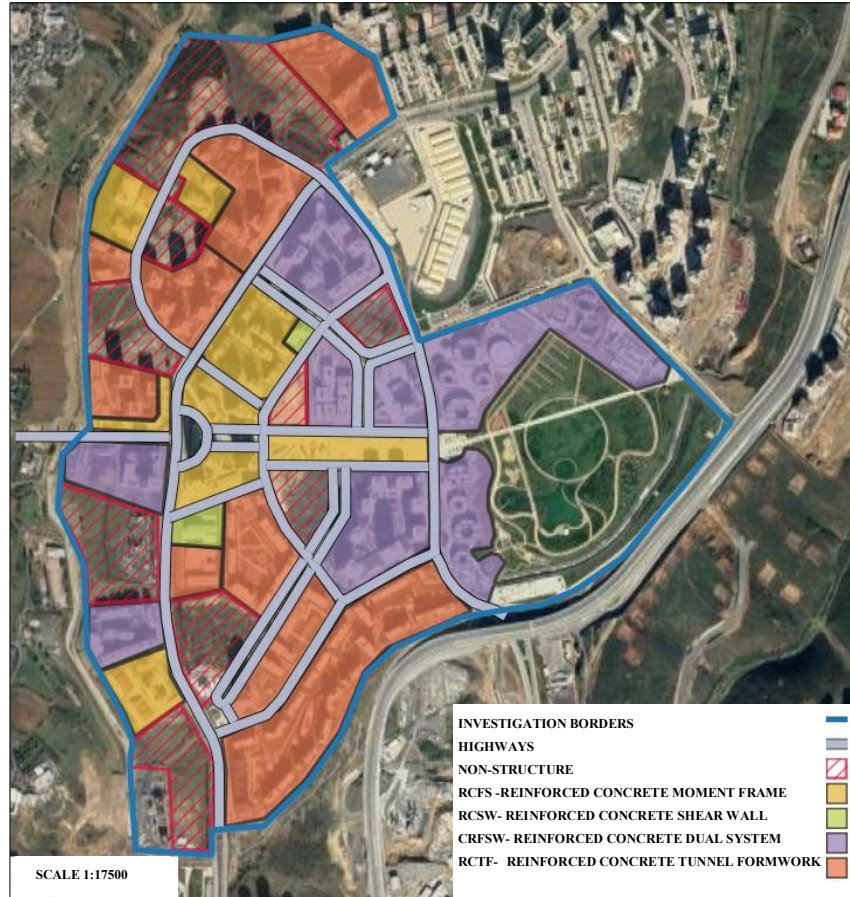 INVESTIGATION BORDERS
HIGHWAYS
NON-STRUCTURE
RCFS -REINFORCED CONCRETE MOMENT FRAME
RCSW- REINFORCED CONCRETE SHEAR WALL
CRFSW- REINFORCED CONCRETE DUAL SYSTEM
RCTF- REINFORCED CONCRETE TUNNEL FORMWORK
SCALE 1:17500